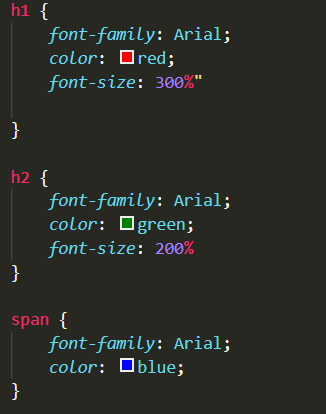 h1 {
    font-family: Arial;
    color: red;
    font-size: 300%"

}

h2 {
    font-family: Arial;
    color: green;
    font-size: 200%
}

span {
    font-family: Arial;
    color: blue;
}